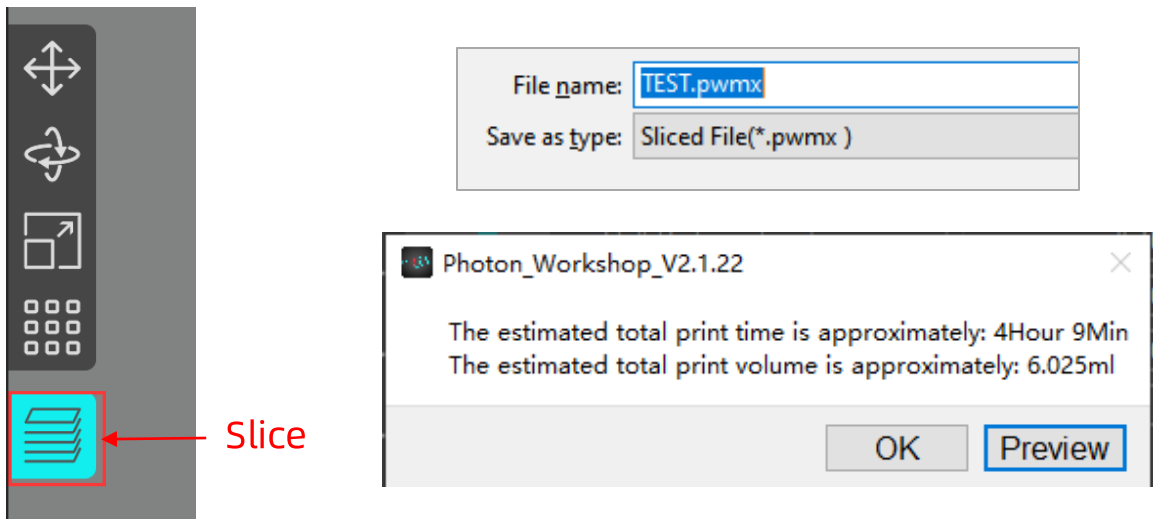 File name: TEST.pwmx
Save as type: Sliced File(*.pwmx )
Photon_Workshop_V2.1.22
The estimated total print time is approximately: 4Hour 9Min
The estimated total print volume is approximately: 6.025ml
Slice
OK Preview